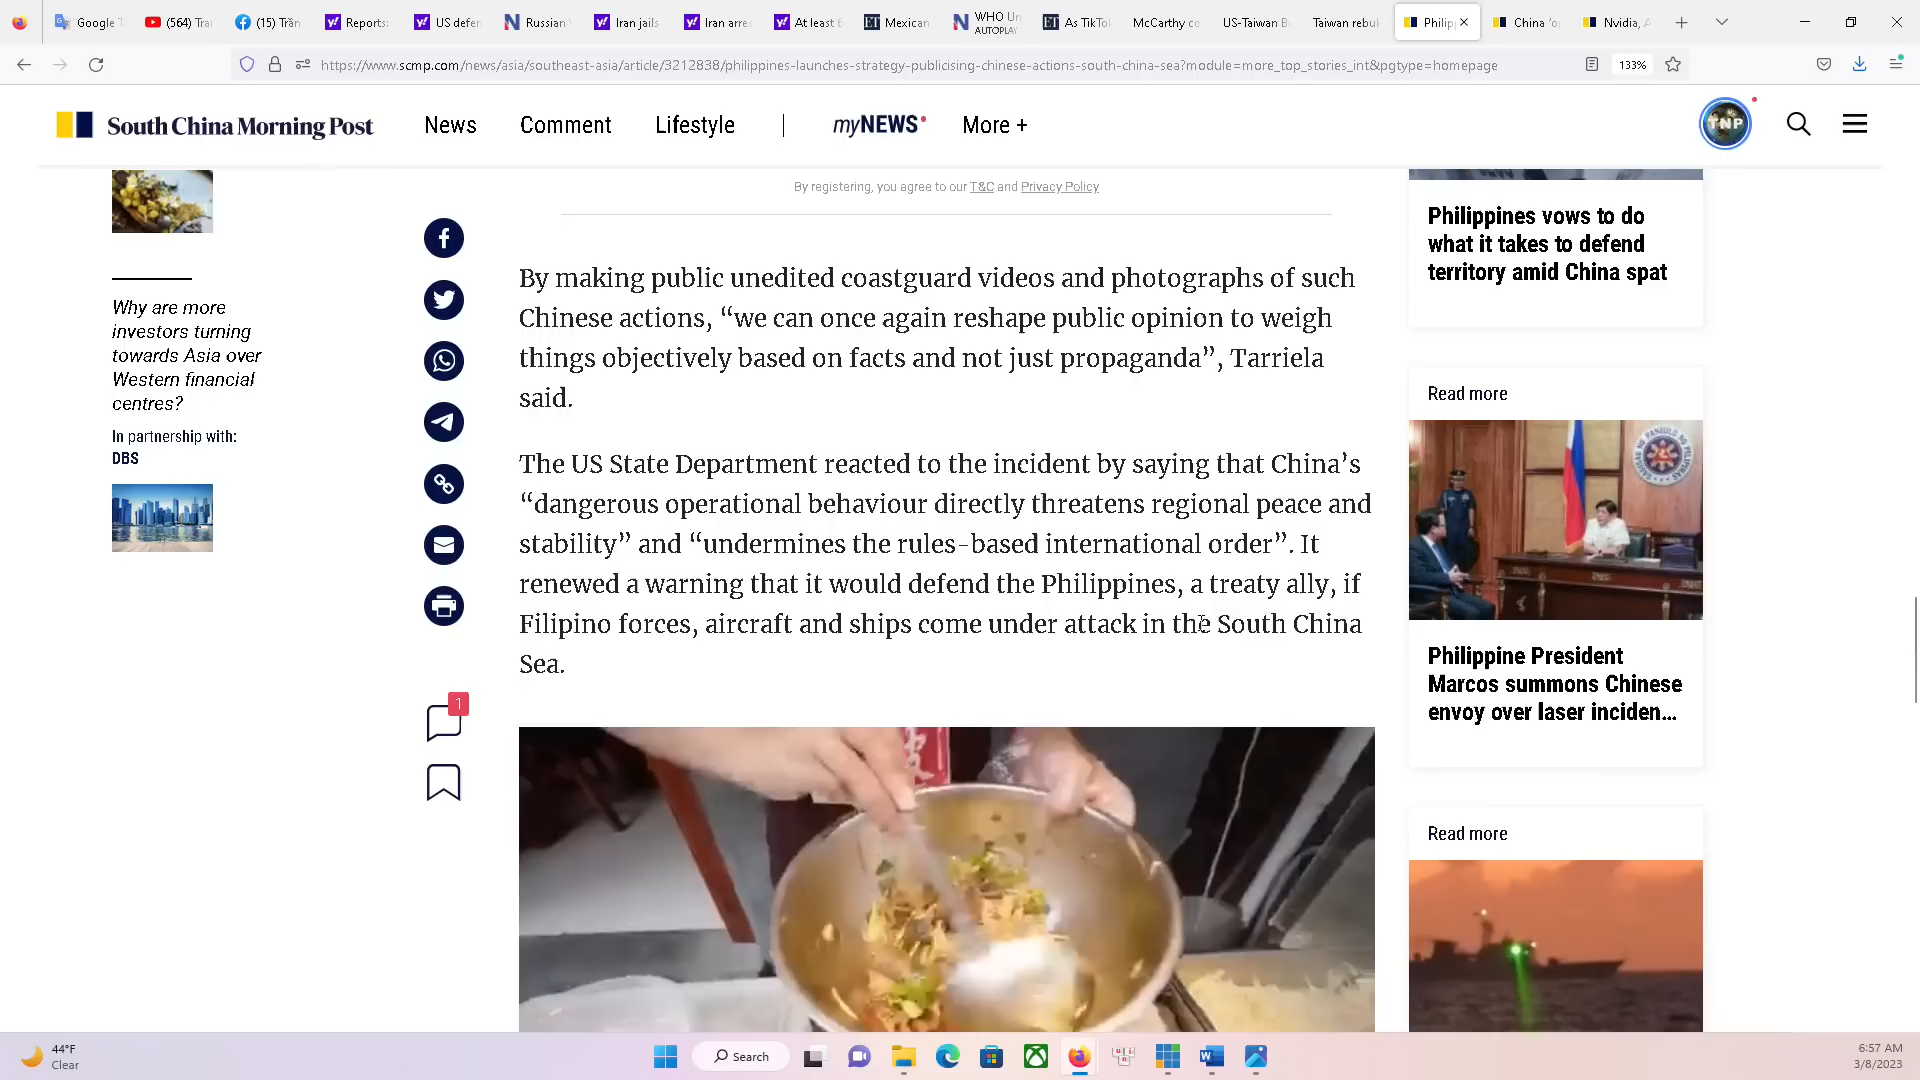 Google T
(564) Tra
(15) Trần
Reports:
US defen
Russian
Iran jails
Iran arres
At least 6
Mexican
WHO Un
AUTOPLAY
As TikTo
McCarthy co
US-Taiwan B
Taiwan rebuk
Philipp
China 'o
Nvidia, A
https://www.scmp.com/news/asia/southeast-asia/article/3212838/philippines-launches-strategy-publicising-chinese-actions-south-china-sea?module=more_top_stories_int&pgtype=homepage
133%
South China Morning Post
News
Comment
Lifestyle
myNEWS
More +
TNP
By registering, you agree to our T&C and Privacy Policy
Why are more
investors turning
towards Asia over
Western financial
centres?
In partnership with:
DBS
1
By making public unedited coastguard videos and photographs of such
Chinese actions, “we can once again reshape public opinion to weigh
things objectively based on facts and not just propaganda”, Tarriela
said.
The US State Department reacted to the incident by saying that China’s
“dangerous operational behaviour directly threatens regional peace and
stability” and “undermines the rules-based international order”. It
renewed a warning that it would defend the Philippines, a treaty ally, if
Filipino forces, aircraft and ships come under attack in the South China
Sea.
Philippines vows to do
what it takes to defend
territory amid China spat
Read more
Philippine President
Marcos summons Chinese
envoy over laser inciden...
Read more
44°F
Clear
Search
6:57 AM
3/8/2023